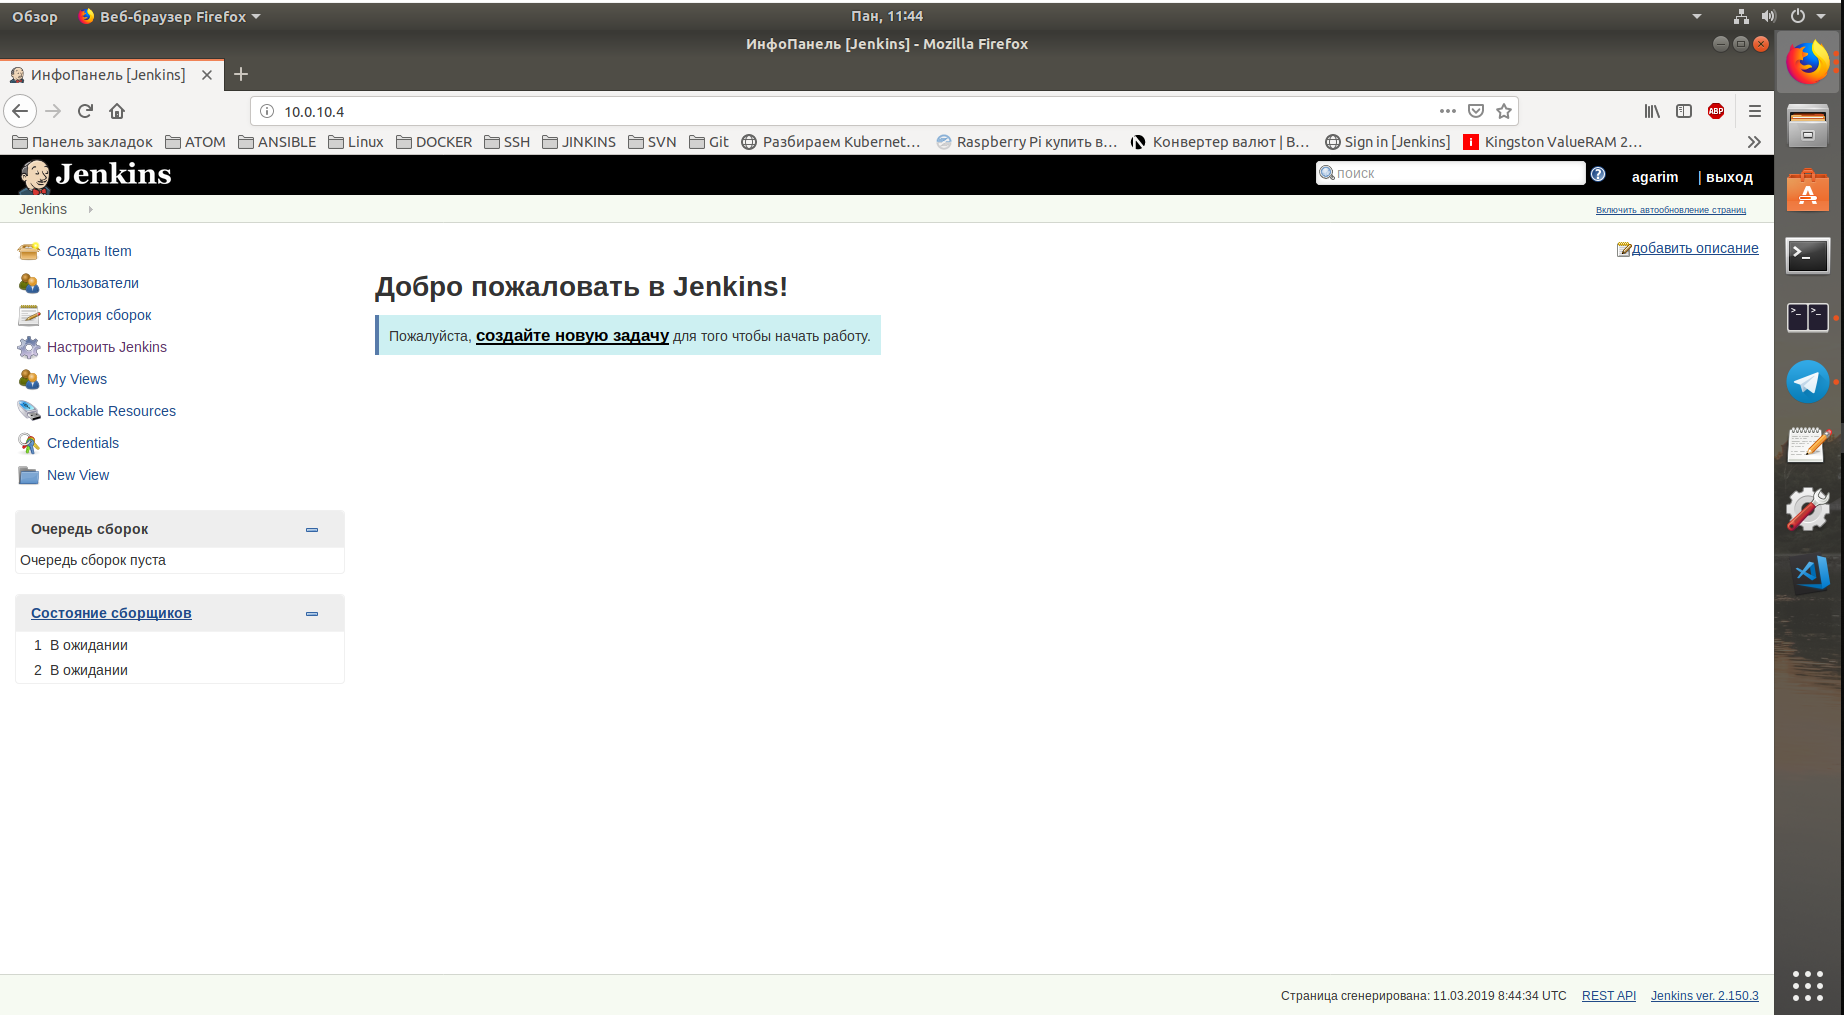 Обзор Веб-браузер Firefox Пан, 11:44
ИнфоПанель [Jenkins] - Mozilla Firefox
ИнфоПанель [Jenkins]
10.0.10.4
Панель закладок ATOM ANSIBLE Linux DOCKER SSH JINKINS SVN Git Разбираем Kubernet… Raspberry Pi купить в… Конвертер валют | В… Sign in [Jenkins] Kingston ValueRAM 2…
ABP
Jenkins поиск agarim | выход
Jenkins Включить автообновление страниц
добавить описание
Создать Item
Пользователи
История сборок
Настроить Jenkins
My Views
Lockable Resources
Credentials
New View
Добро пожаловать в Jenkins!
Пожалуйста, создайте новую задачу для того чтобы начать работу.
Очередь сборок
Очередь сборок пуста
Состояние сборщиков
1 В ожидании
2 В ожидании
Страница сгенерирована: 11.03.2019 8:44:34 UTC REST API Jenkins ver. 2.150.3